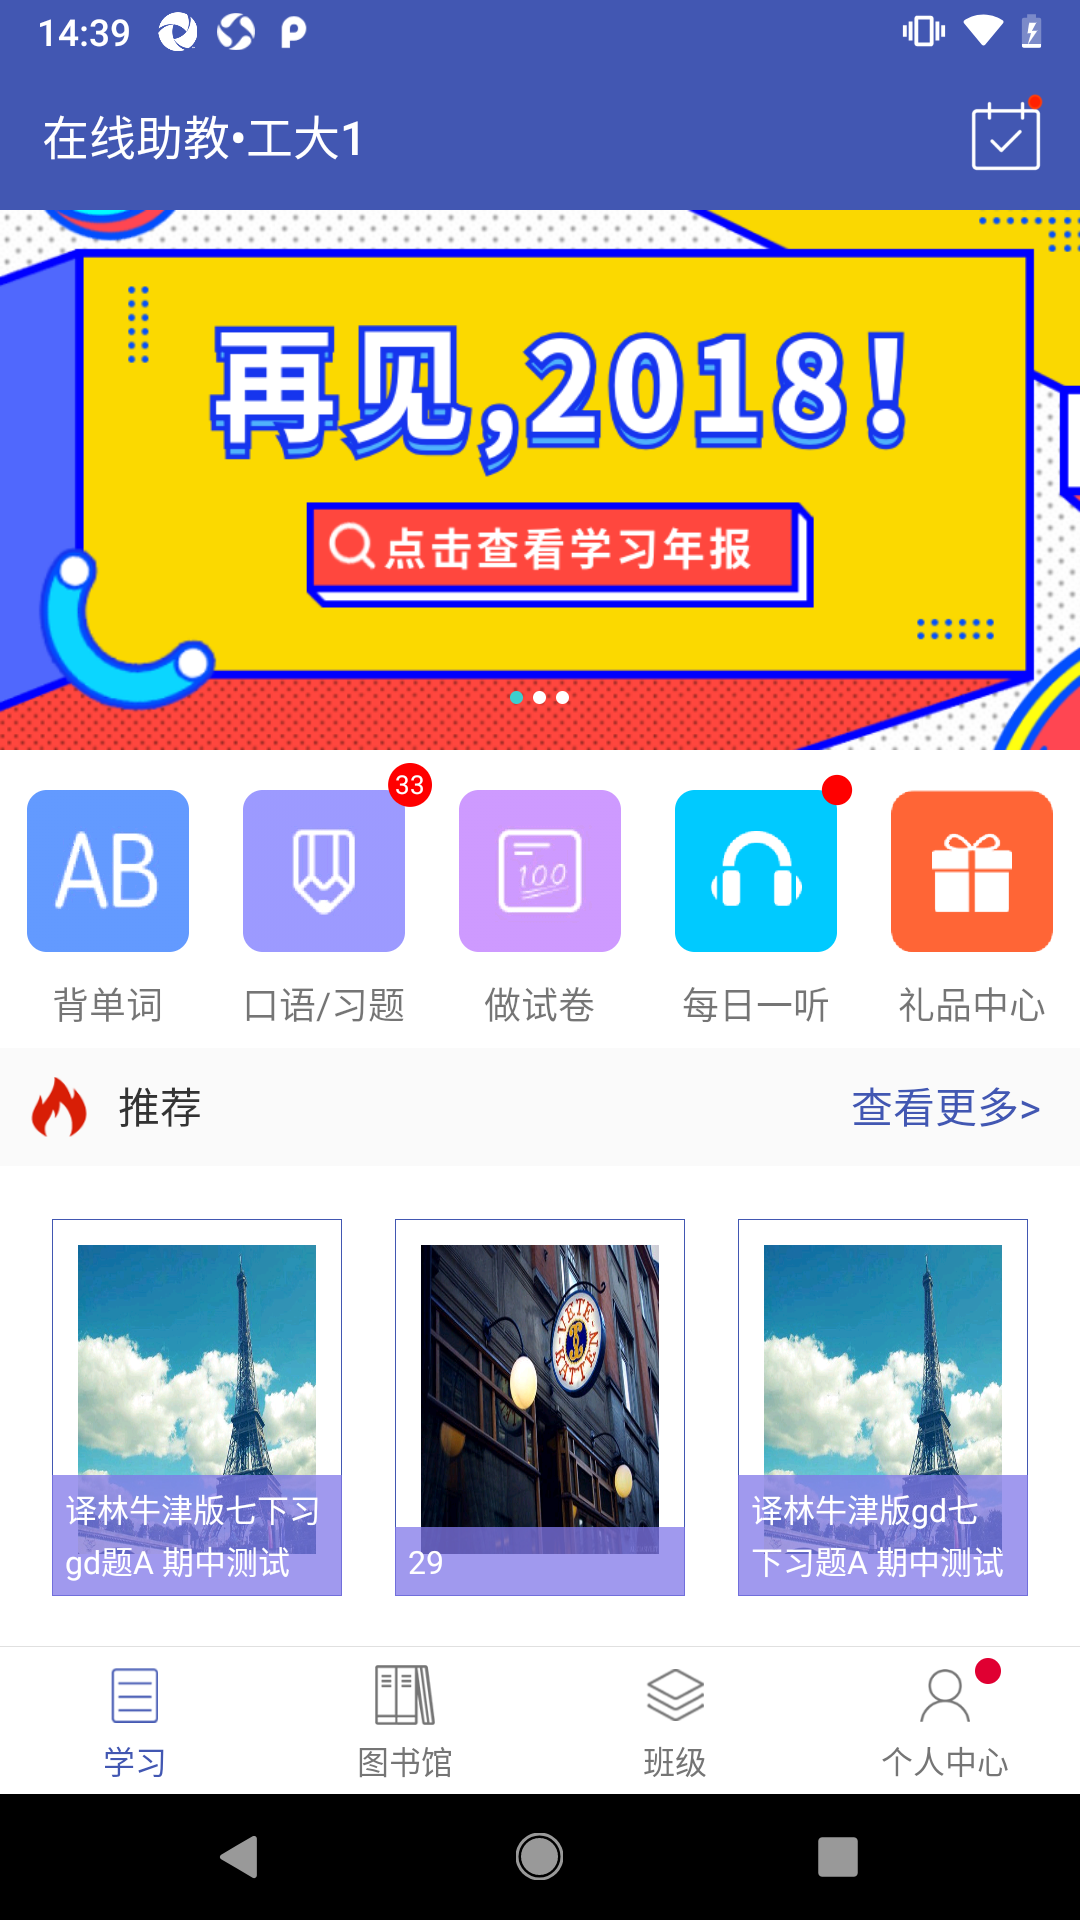 14:39
在线助教•工大1
再见,2018!
点击查看学习年报
33
AB
100
背单词
口语/习题
做试卷
每日一听
礼品中心
推荐
查看更多>
译林牛津版七下习
gd题A 期中测试
29
译林牛津版gd七
下习题A 期中测试
学习
图书馆
班级
个人中心